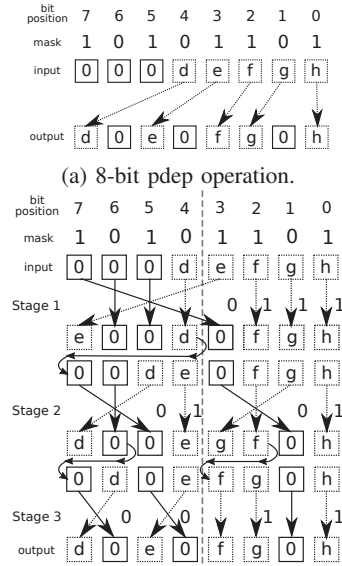 bit
position 7 6 5 4 3 2 1 0
mask 1 0 1 0 1 1 0 1
input 0 0 0 d e f g h
output d 0 e 0 f g 0 h
(a) 8-bit pdep operation.
bit
position 7 6 5 4 3 2 1 0
mask 1 0 1 0 1 1 0 1
input 0 0 0 d e f g h
Stage 1 0 1 1 1
e 0 0 d 0 f g h
0 0 d e 0 f g h
Stage 2 0 1 0 1
d 0 0 e g f 0 h
0 d 0 e f g 0 h
Stage 3 0 0 1 1
output d 0 e 0 f g 0 h